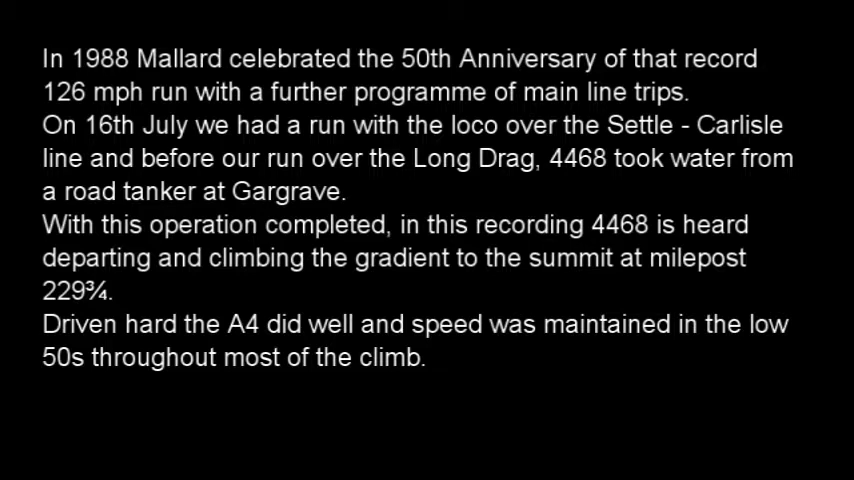 In 1988 Mallard celebrated the 50th Anniversary of that record
126 mph run with a further programme of main line trips.
On 16th July we had a run with the loco over the Settle - Carlisle
line and before our run over the Long Drag, 4468 took water from
a road tanker at Gargrave.
With this operation completed, in this recording 4468 is heard
departing and climbing the gradient to the summit at milepost
229¾.
Driven hard the A4 did well and speed was maintained in the low
50s throughout most of the climb.